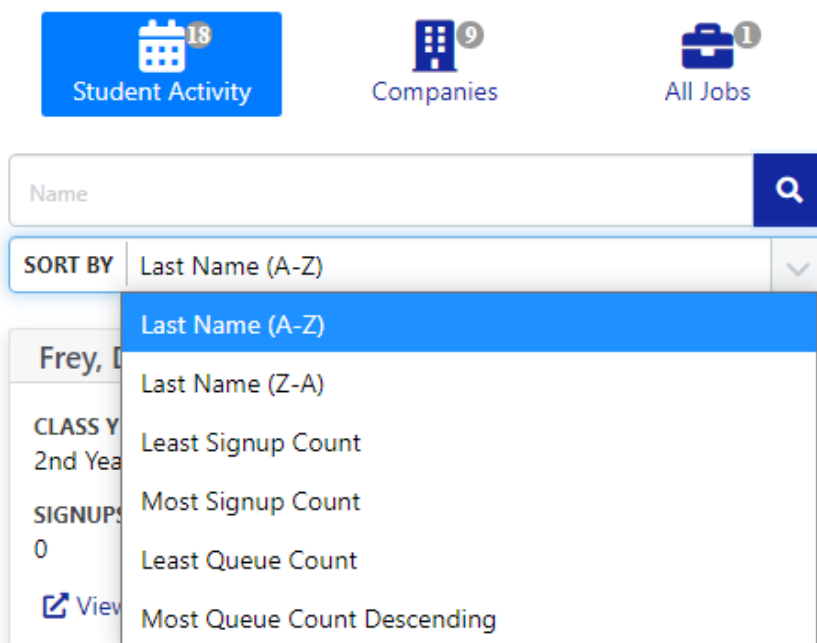 18
Student Activity
9
Companies
1
All Jobs
Name
SORT BY Last Name (A-Z)
Last Name (A-Z)
Last Name (Z-A)
Least Signup Count
Most Signup Count
Least Queue Count
Most Queue Count Descending
Frey,
CLASS Y
2nd Yea
SIGNUPS
0
View